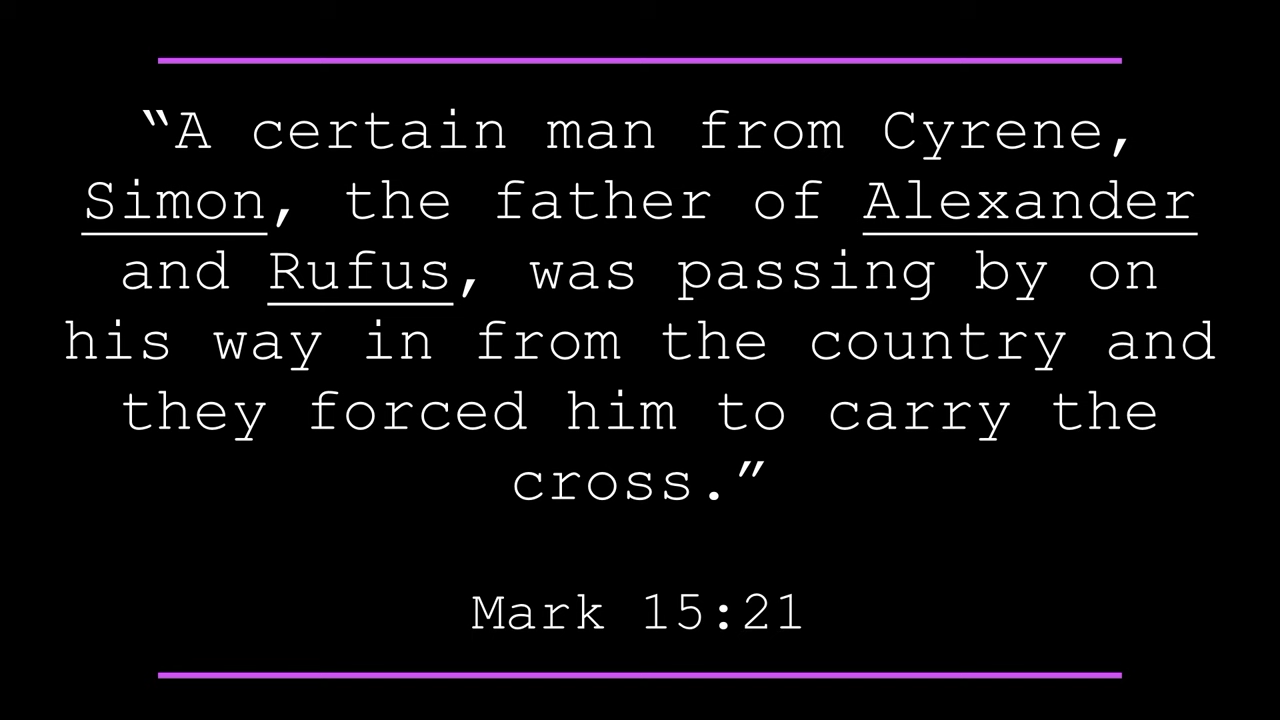 “A certain man from Cyrene,
Simon, the father of Alexander
and Rufus, was passing by on
his way in from the country and
they forced him to carry the
cross.”
Mark 15:21